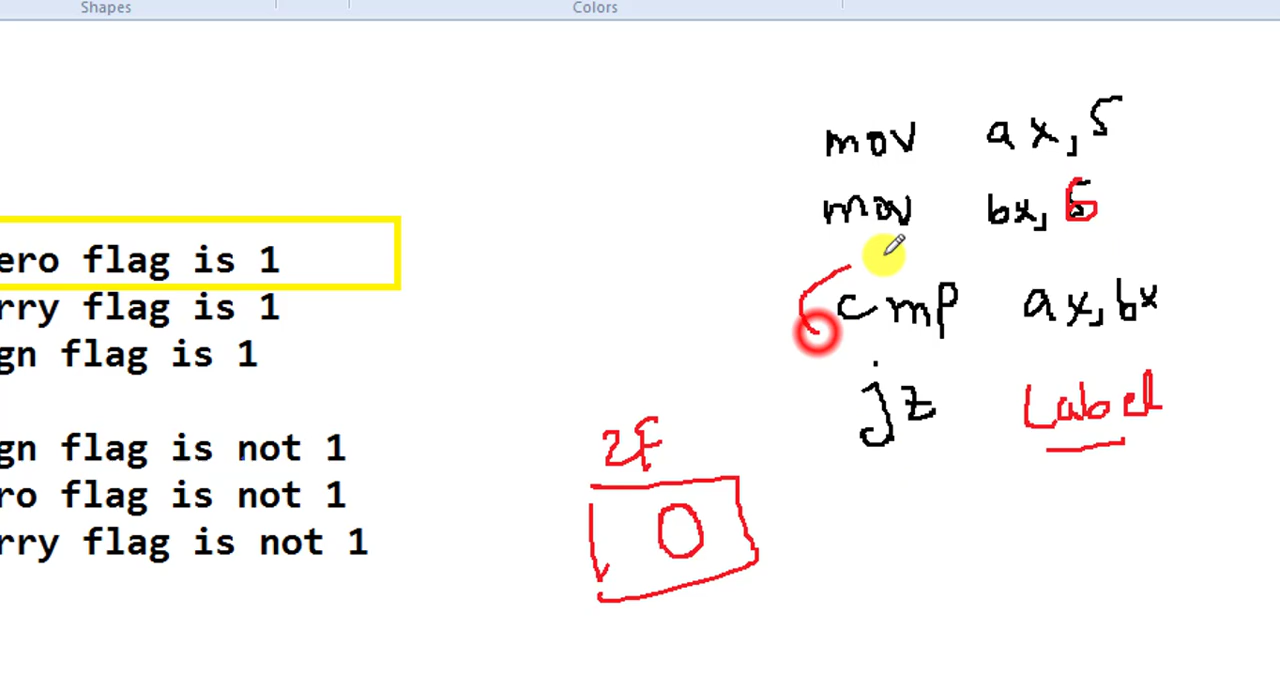 Shapes
Colors
mov ax,5
mov bx,6
ero flag is 1
rry flag is 1
cmp ax,bx
gn flag is 1
jz Label
ZF
gn flag is not 1
ro flag is not 1
0
rry flag is not 1